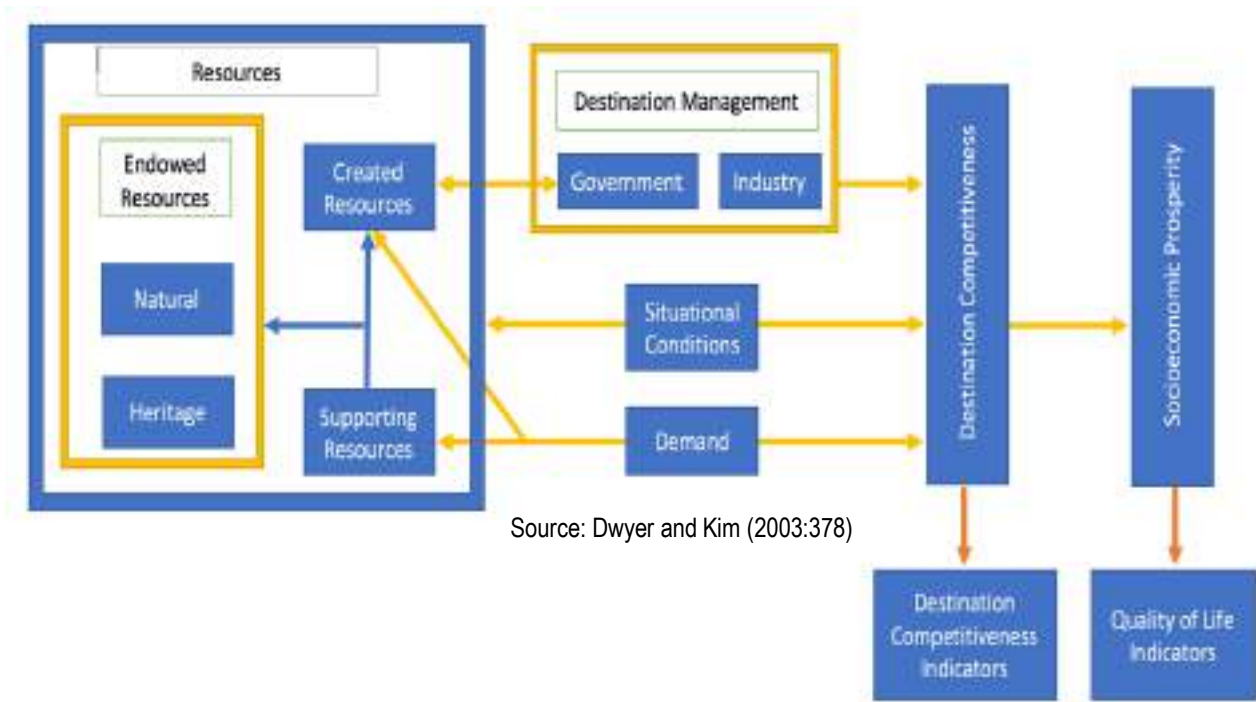 Resources
Endowed
Resources
Natural
Heritage
Created
Resources
Supporting
Resources
Destination Management
Government
Industry
Situational
Conditions
Demand
Destination Competitiveness
Socioeconomic Prosperity
Source: Dwyer and Kim (2003:378)
Destination
Competitiveness
Indicators
Quality of Life
Indicators